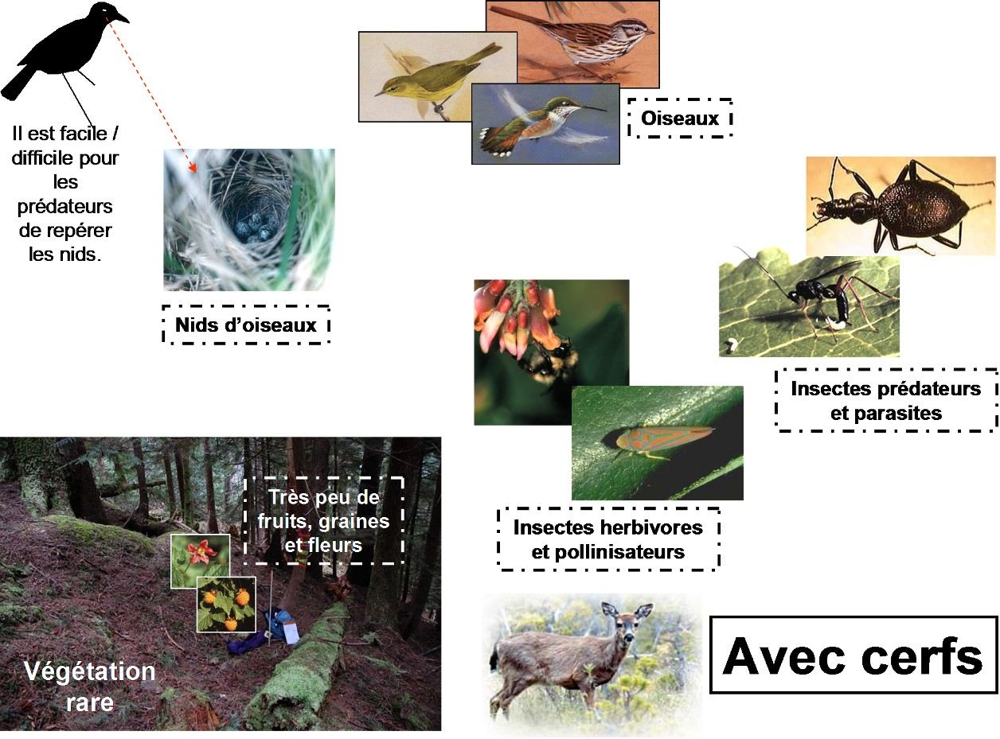 Il est facile /
difficile pour
les
prédateurs
de repérer
les nids.
Oiseaux
Nids d’oiseaux
Insectes prédateurs
et parasites
Très peu de
fruits, graines
et fleurs
Insectes herbivores
et pollinisateurs
Végétation
rare
Avec cerfs